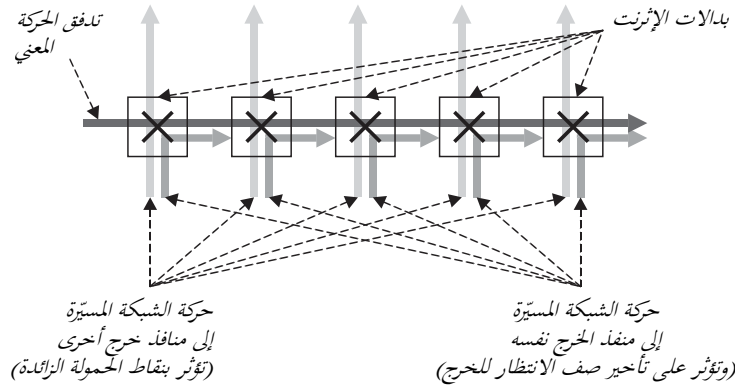 بدالات الإثرنت
تدفق الحركة
المعني
حركة الشبكة المسيّرة
إلى منفذ الخرج نفسه
(وتؤثر على تأخير صف الانتظار للخرج)
حركة الشبكة المسيّرة
إلى منافذ خرج أخرى
(تؤثر بنقاط الحمولة الزائدة)